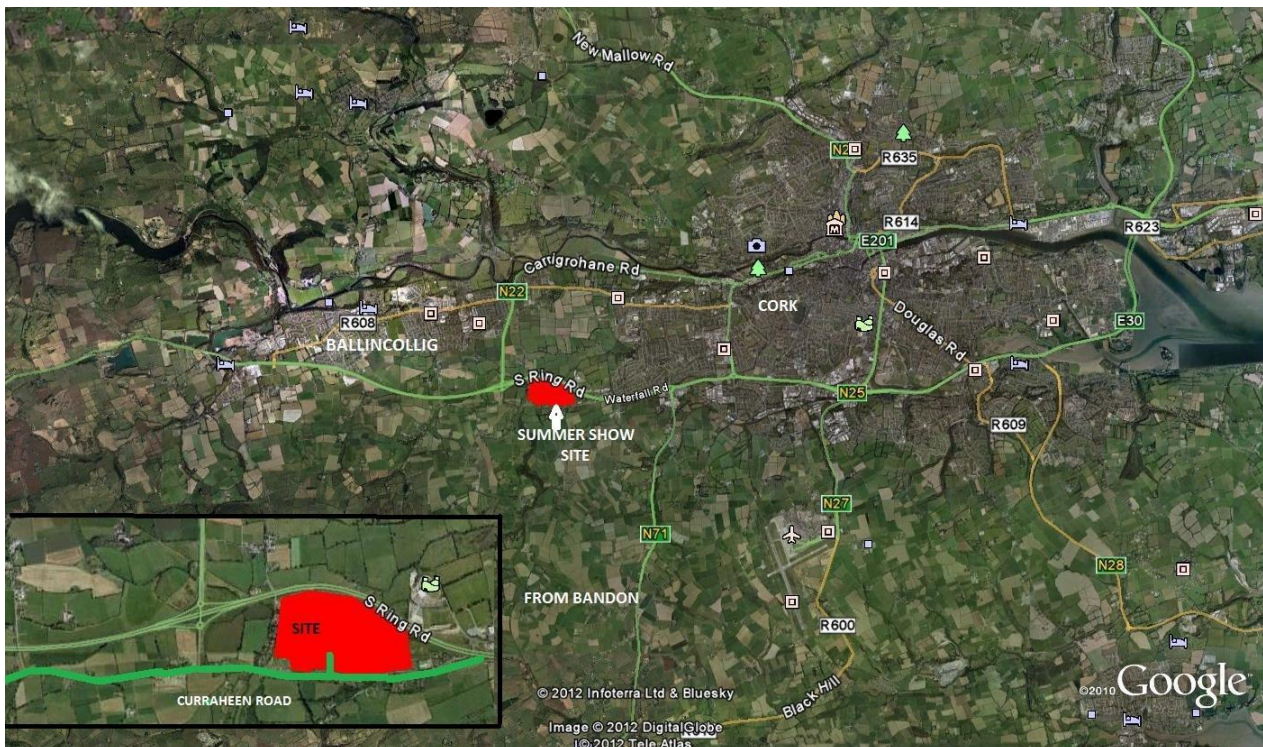 New Mallow Rd
R635
R614
R623
E201
Carrigrohane Rd
N22
CORK
R608
Douglas Rd
E30
BALLINCOLLIG
S Ring Rd
Waterfall Rd
N25
SUMMER SHOW
SITE
R609
N27
N71
N28
FROM BANDON
S Ring Rd
SITE
R600
CURRAHEEN ROAD
Black Hill
© 2012 Infoterra Ltd & Bluesky
©2010 Google™
Image © 2012 DigitalGlobe
© 2012 Tele Atlas